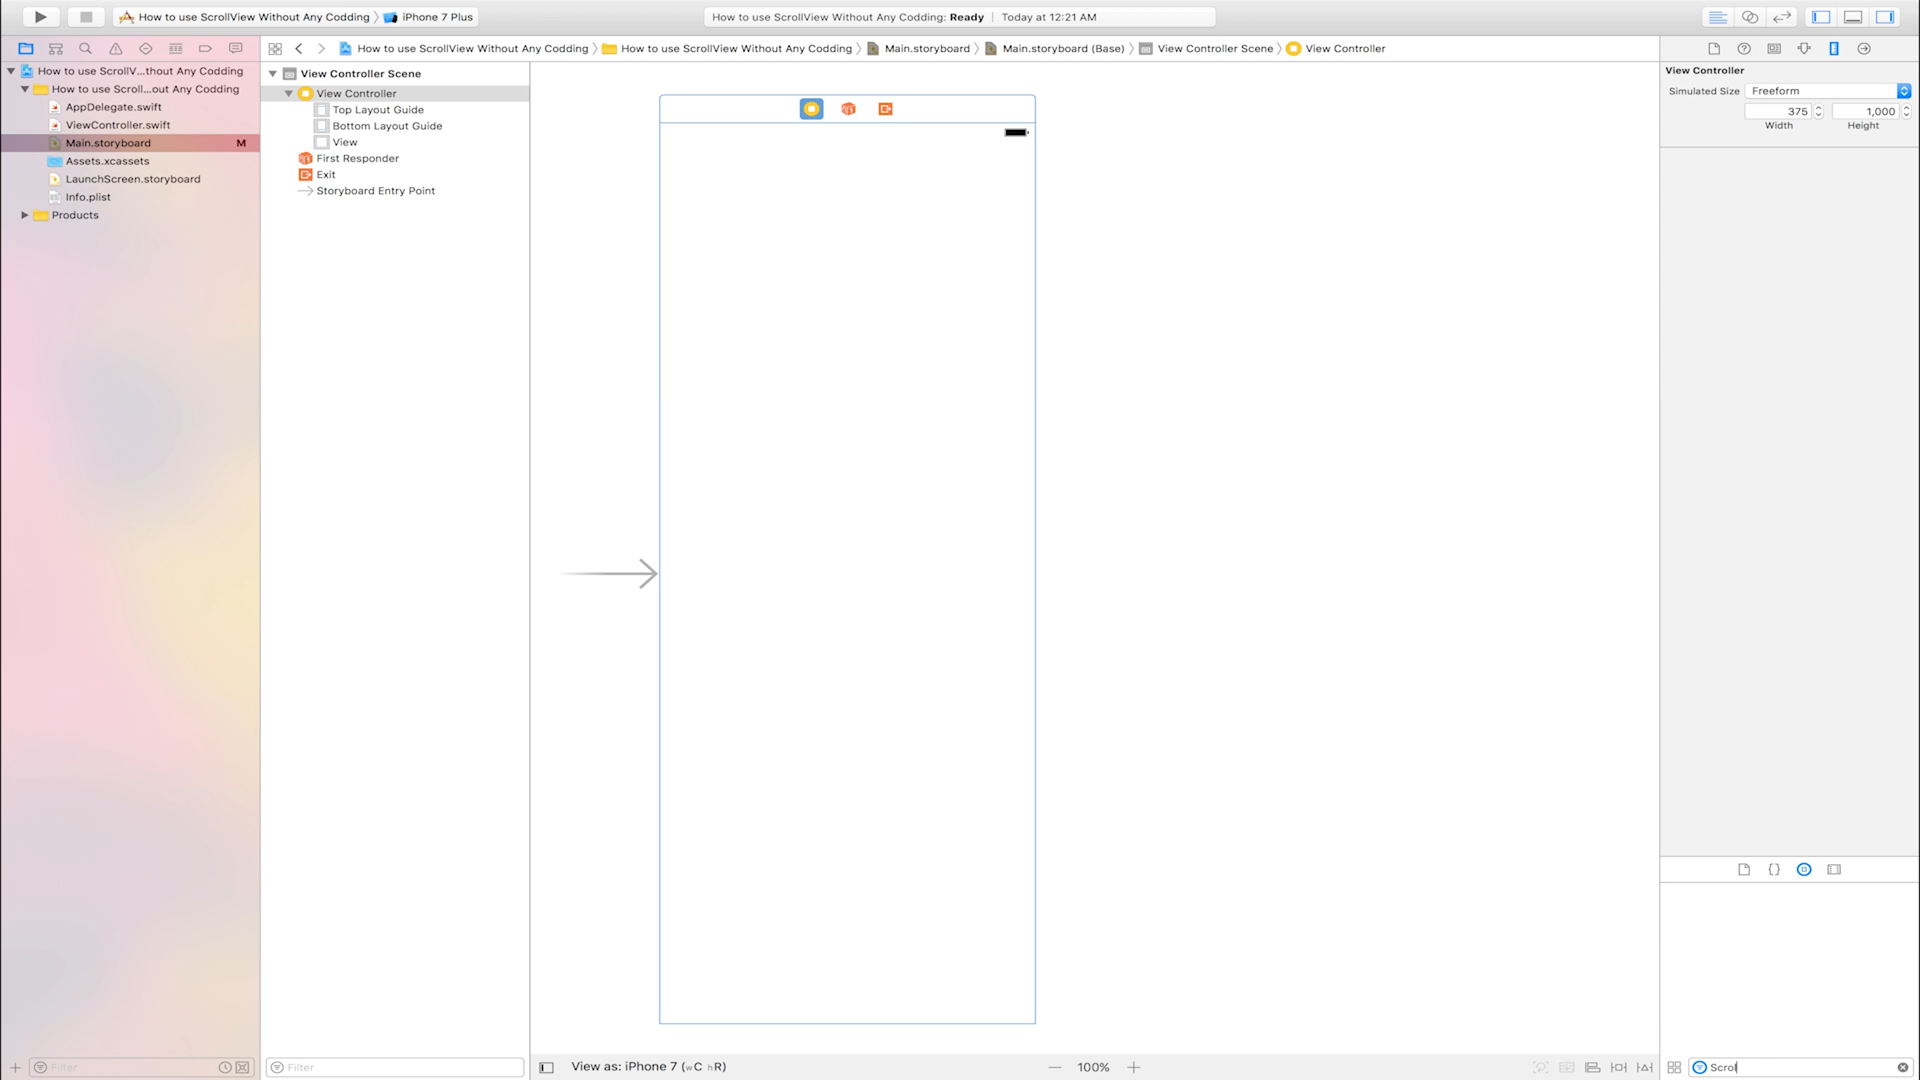 How to use ScrollView Without Any Codding
iPhone 7 Plus
How to use ScrollView Without Any Codding: Ready
Today at 12:21 AM
How to use ScrollView Without Any Codding
How to use ScrollView Without Any Codding
Main.storyboard
Main.storyboard (Base)
View Controller Scene
View Controller
How to use ScrollV...thout Any Codding
How to use Scroll...out Any Codding
AppDelegate.swift
ViewController.swift
Main.storyboard
M
Assets.xcassets
LaunchScreen.storyboard
Info.plist
Products
View Controller Scene
View Controller
Top Layout Guide
Bottom Layout Guide
View
First Responder
Exit
Storyboard Entry Point
View Controller
Simulated Size
Freeform
375
1,000
Width
Height
Filter
Filter
View as: iPhone 7 (wC hR)
100%
Scrol